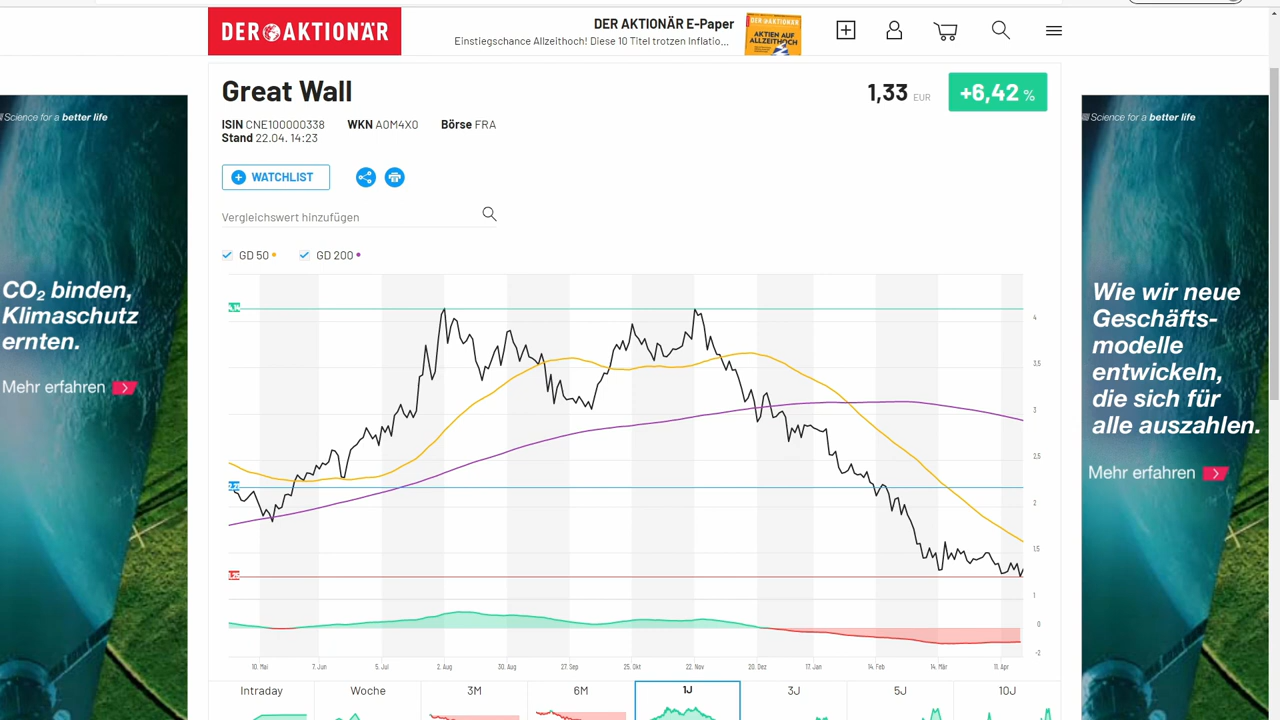 DER AKTIONÄR
DER AKTIONÄR E-Paper
Einstiegschance Allzeithoch! Diese 10 Titel trotzen Inflatio...
DER AKTIONÄR
AKTIEN AUF
ALLZEITHOCH
Great Wall
1,33 EUR
+6,42 %
ISIN CNE100000338 WKN A0M4X0 Börse FRA
Stand 22.04. 14:23
WATCHLIST
Vergleichswert hinzufügen
GD 50 GD 200
4
3,5
3
2,5
2
1,5
1
0
-2
10. Mai 7. Jun 5. Jul 2. Aug 30. Aug 27. Sep 25. Okt 22. Nov 20. Dez 17. Jan 14. Feb 14. Mär 11. Apr
Intraday Woche 3M 6M 1J 3J 5J 10J
Science for a better life
CO₂ binden,
Klimaschutz
ernten.
Mehr erfahren
Science for a better life
Wie wir neue
Geschäfts-
modelle
entwickeln,
die sich für
alle auszahlen.
Mehr erfahren